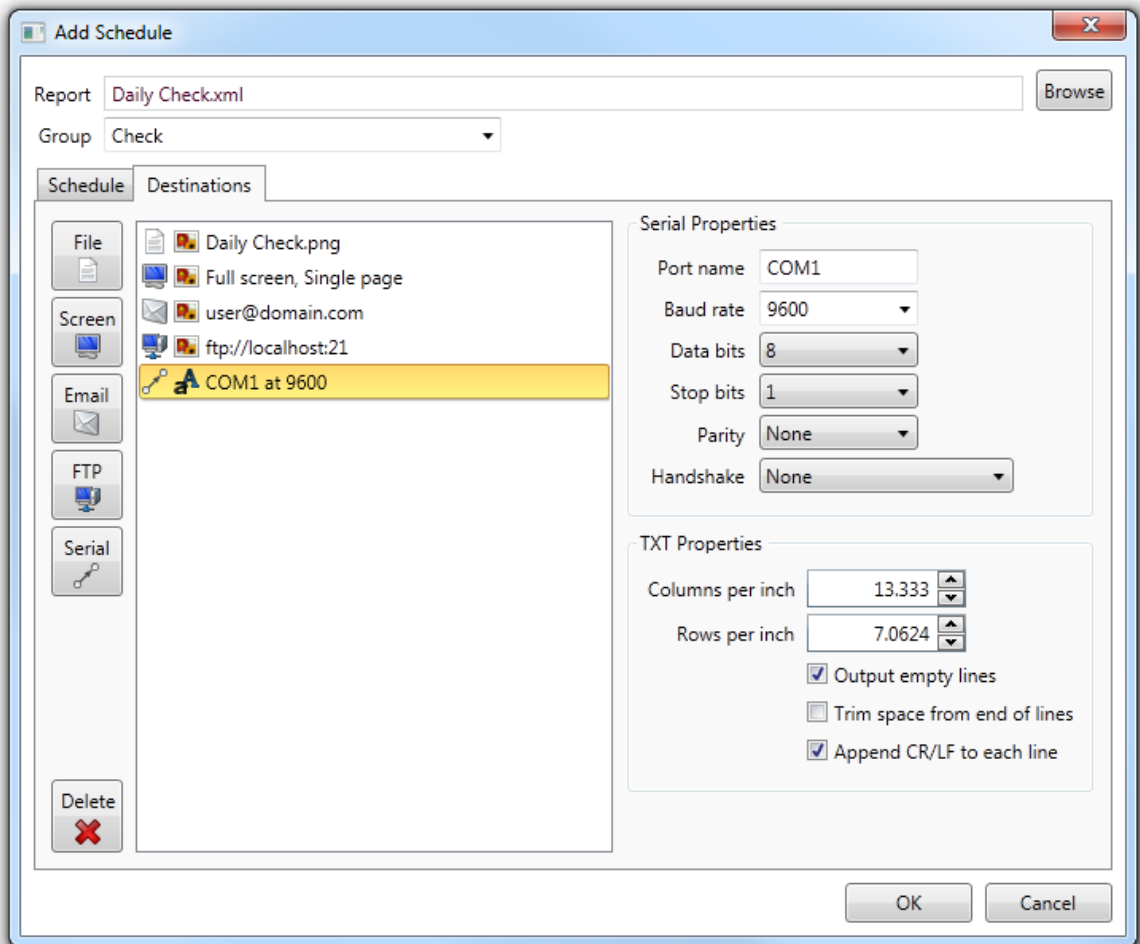 Add Schedule
Report Daily Check.xml Browse
Group Check
Schedule Destinations
File
Screen
Email
FTP
Serial
Delete
Daily Check.png
Full screen, Single page
user@domain.com
ftp://localhost:21
COM1 at 9600
Serial Properties
Port name COM1
Baud rate 9600
Data bits 8
Stop bits 1
Parity None
Handshake None
TXT Properties
Columns per inch 13.333
Rows per inch 7.0624
Output empty lines
Trim space from end of lines
Append CR/LF to each line
OK Cancel